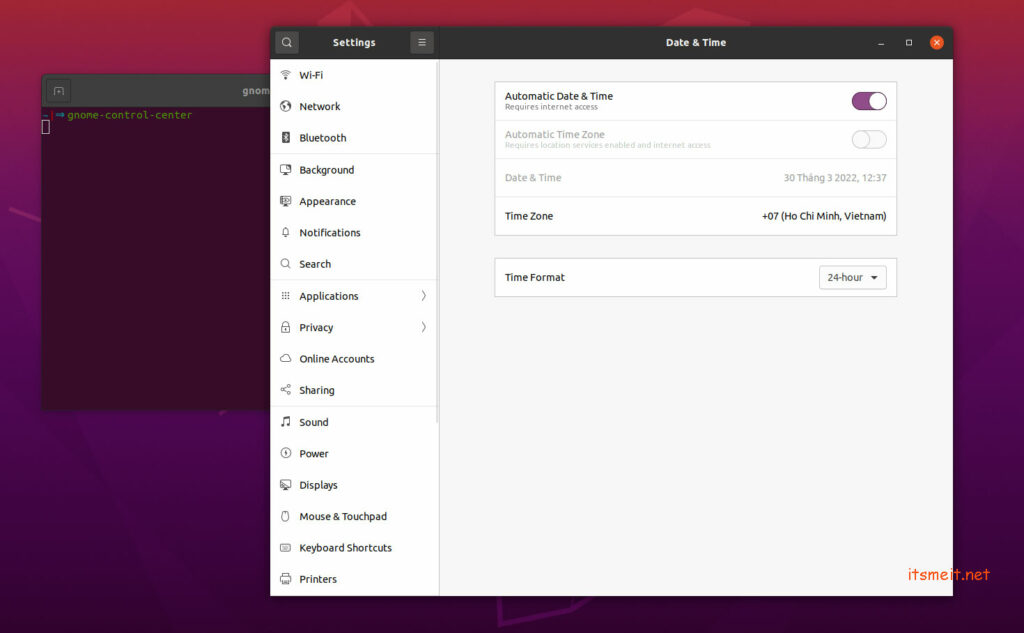 Settings
Date & Time
gnom
gnome-control-center
Wi-Fi
Network
Bluetooth
Background
Appearance
Notifications
Search
Applications
Privacy
Online Accounts
Sharing
Sound
Power
Displays
Mouse & Touchpad
Keyboard Shortcuts
Printers
Automatic Date & Time
Requires internet access
Automatic Time Zone
Requires location services enabled and internet access
Date & Time 30 Tháng 3 2022, 12:37
Time Zone +07 (Ho Chi Minh, Vietnam)
Time Format 24-hour
itsmeit.net